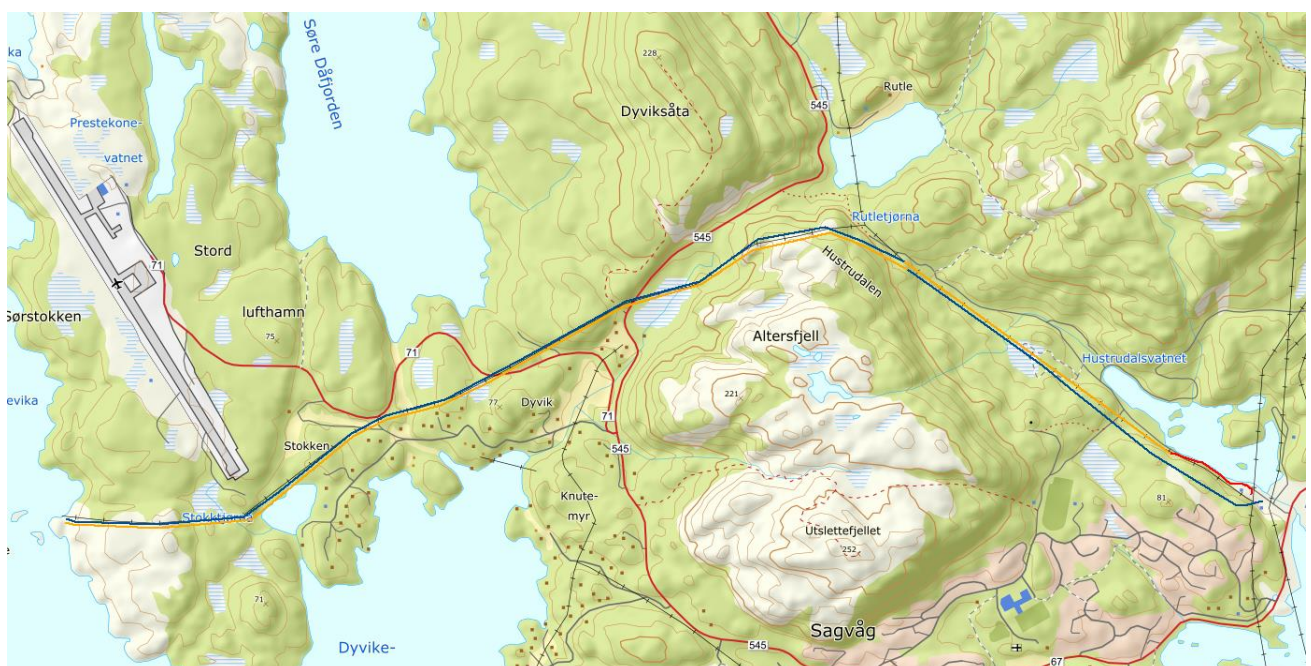 ka
Søre Dåfjorden
228
Rutle
545
Dyviksåta
Prestekone-
vatnet
Rutletjørna
545
Stord
71
Hustrudalen
lufthamn
Sørstokken
75
Altersfjell
71
Hustrudalsvatnet
evika
221
77
Dyvik
71
Stokken
545
Knute-
myr
81
Stokktjørna
Utslettefjellet
252
71
Sagvåg
Dyvike-
545
67